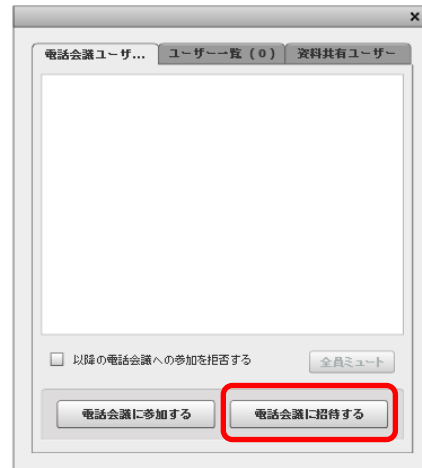 ×
電話会議ユーザ...
ユーザー一覧 (0)
資料共有ユーザー
以降の電話会議への参加を拒否する
全員ミュート
電話会議に参加する
電話会議に招待する